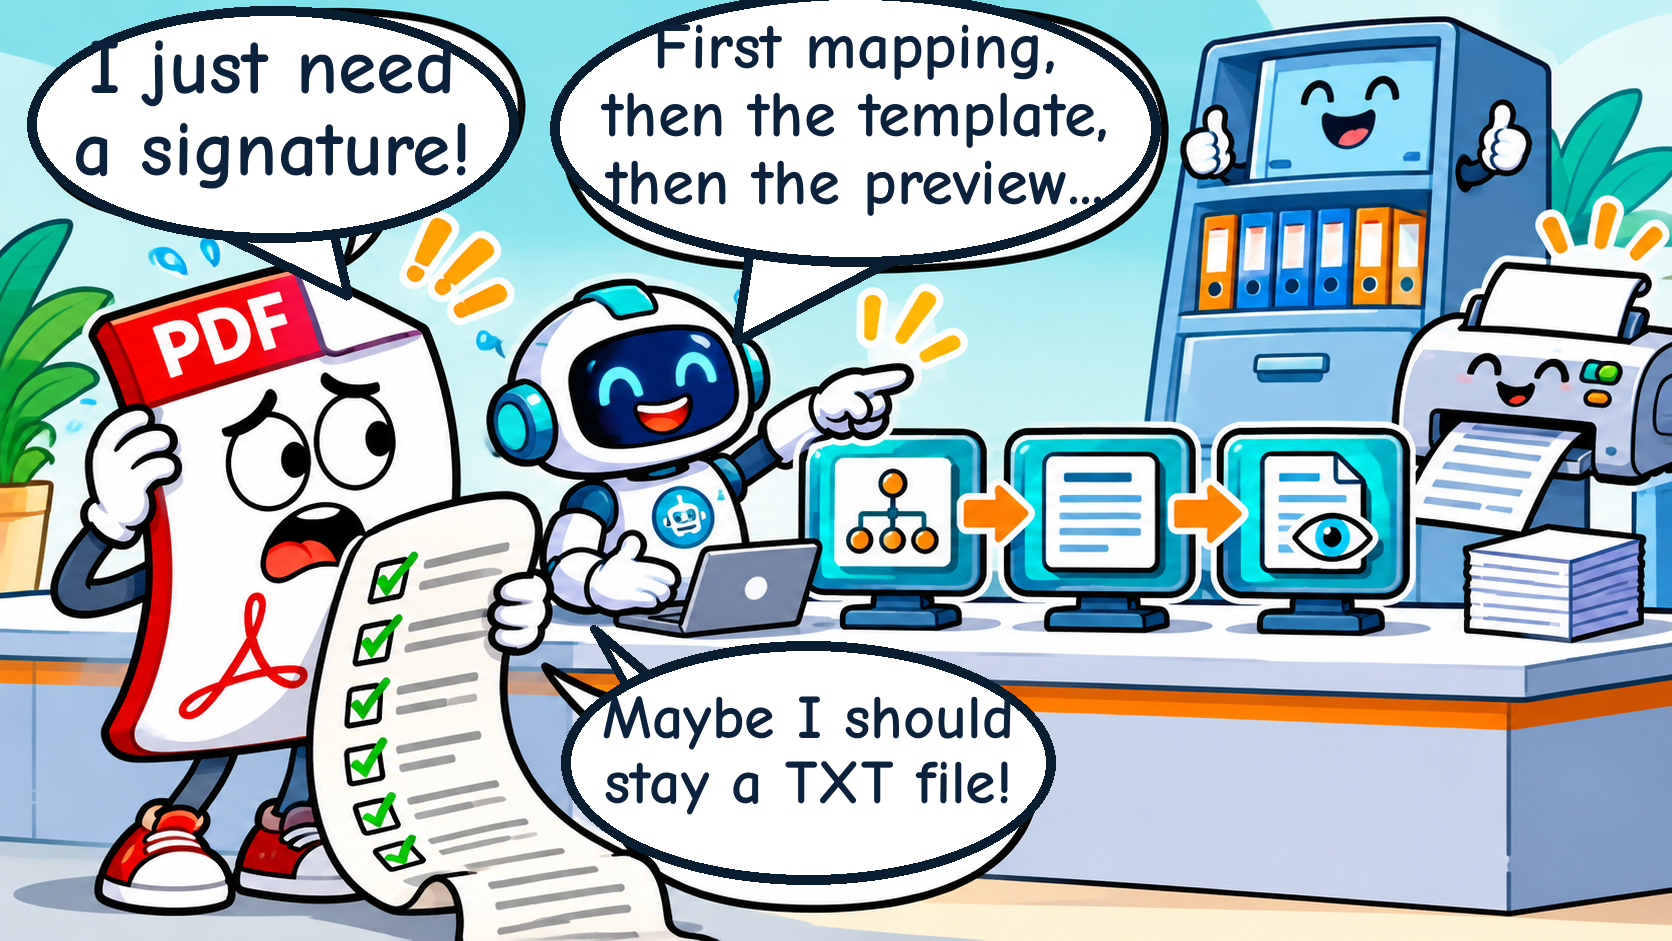 I just need
a signature!
First mapping,
then the template,
then the preview...
PDF
Maybe I should
stay a TXT file!